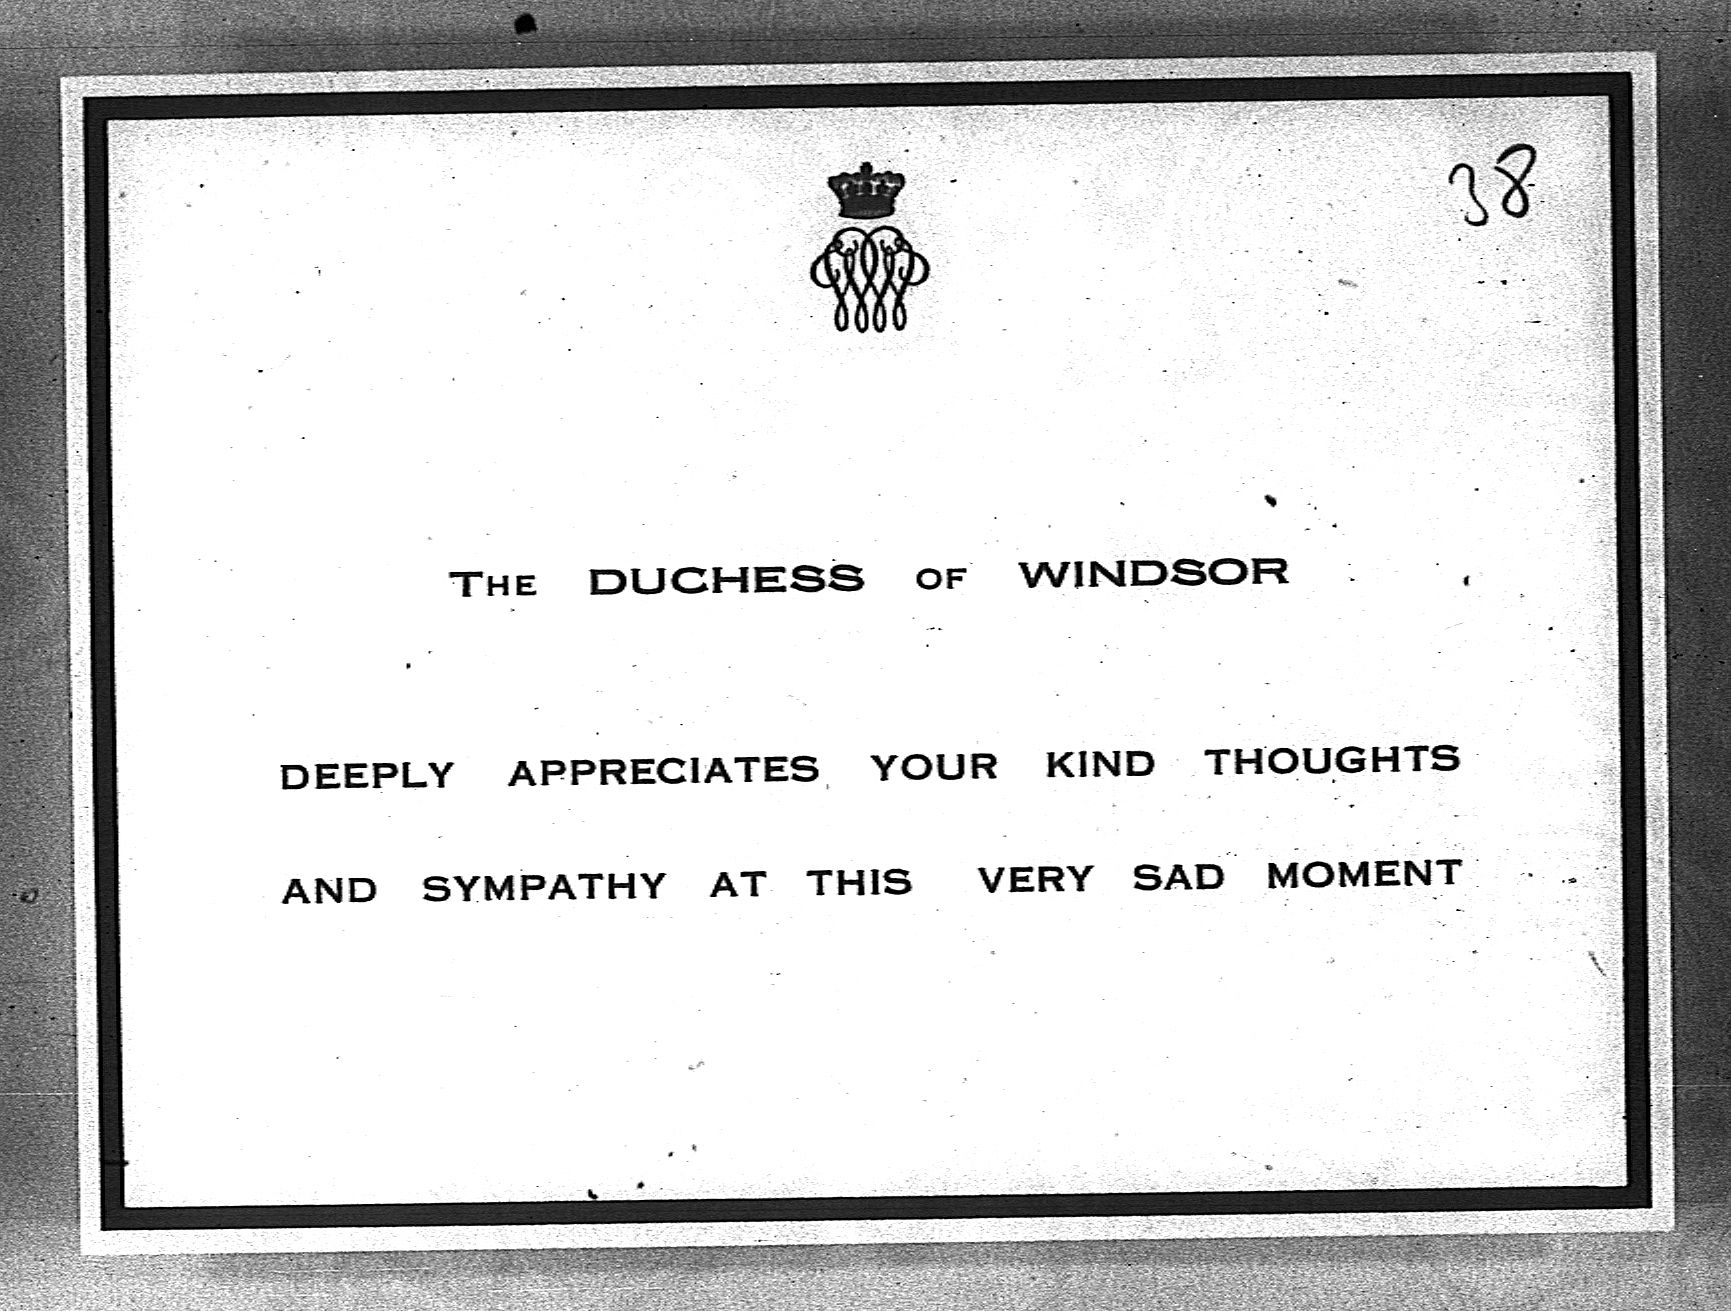 38
The DUCHESS OF WINDSOR
DEEPLY APPRECIATES YOUR KIND THOUGHTS
AND SYMPATHY AT THIS VERY SAD MOMENT